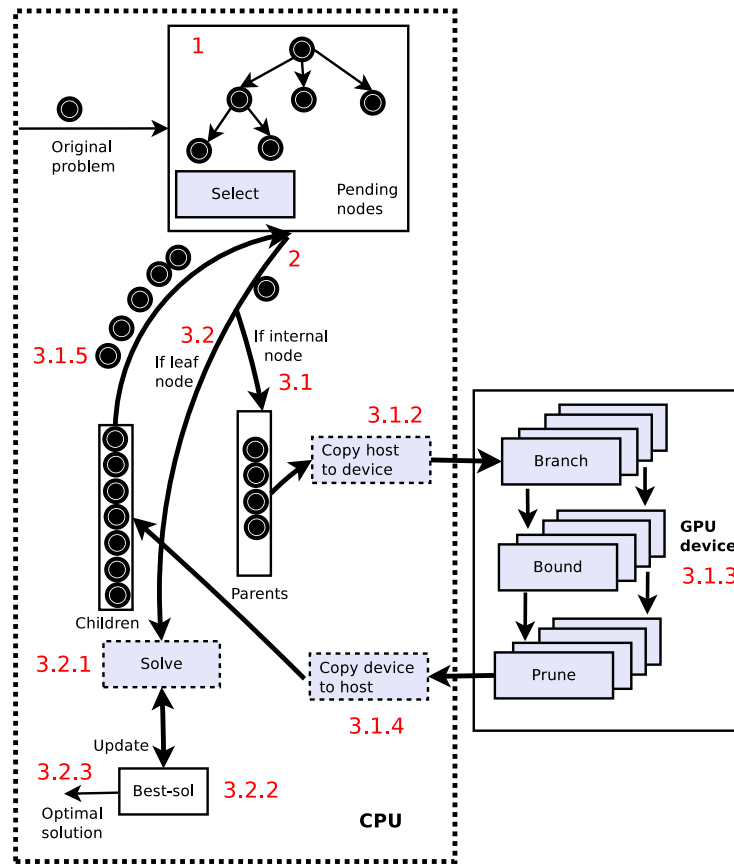 1
Original
problem
Select
Pending
nodes
2
3.2
3.1.5
If leaf
node
If internal
node
3.1
3.1.2
Copy host
to device
Branch
GPU
device
Bound
3.1.3
Children
Parents
3.2.1
Solve
Copy device
to host
Prune
3.1.4
Update
3.2.3
Best-sol
3.2.2
Optimal
solution
CPU